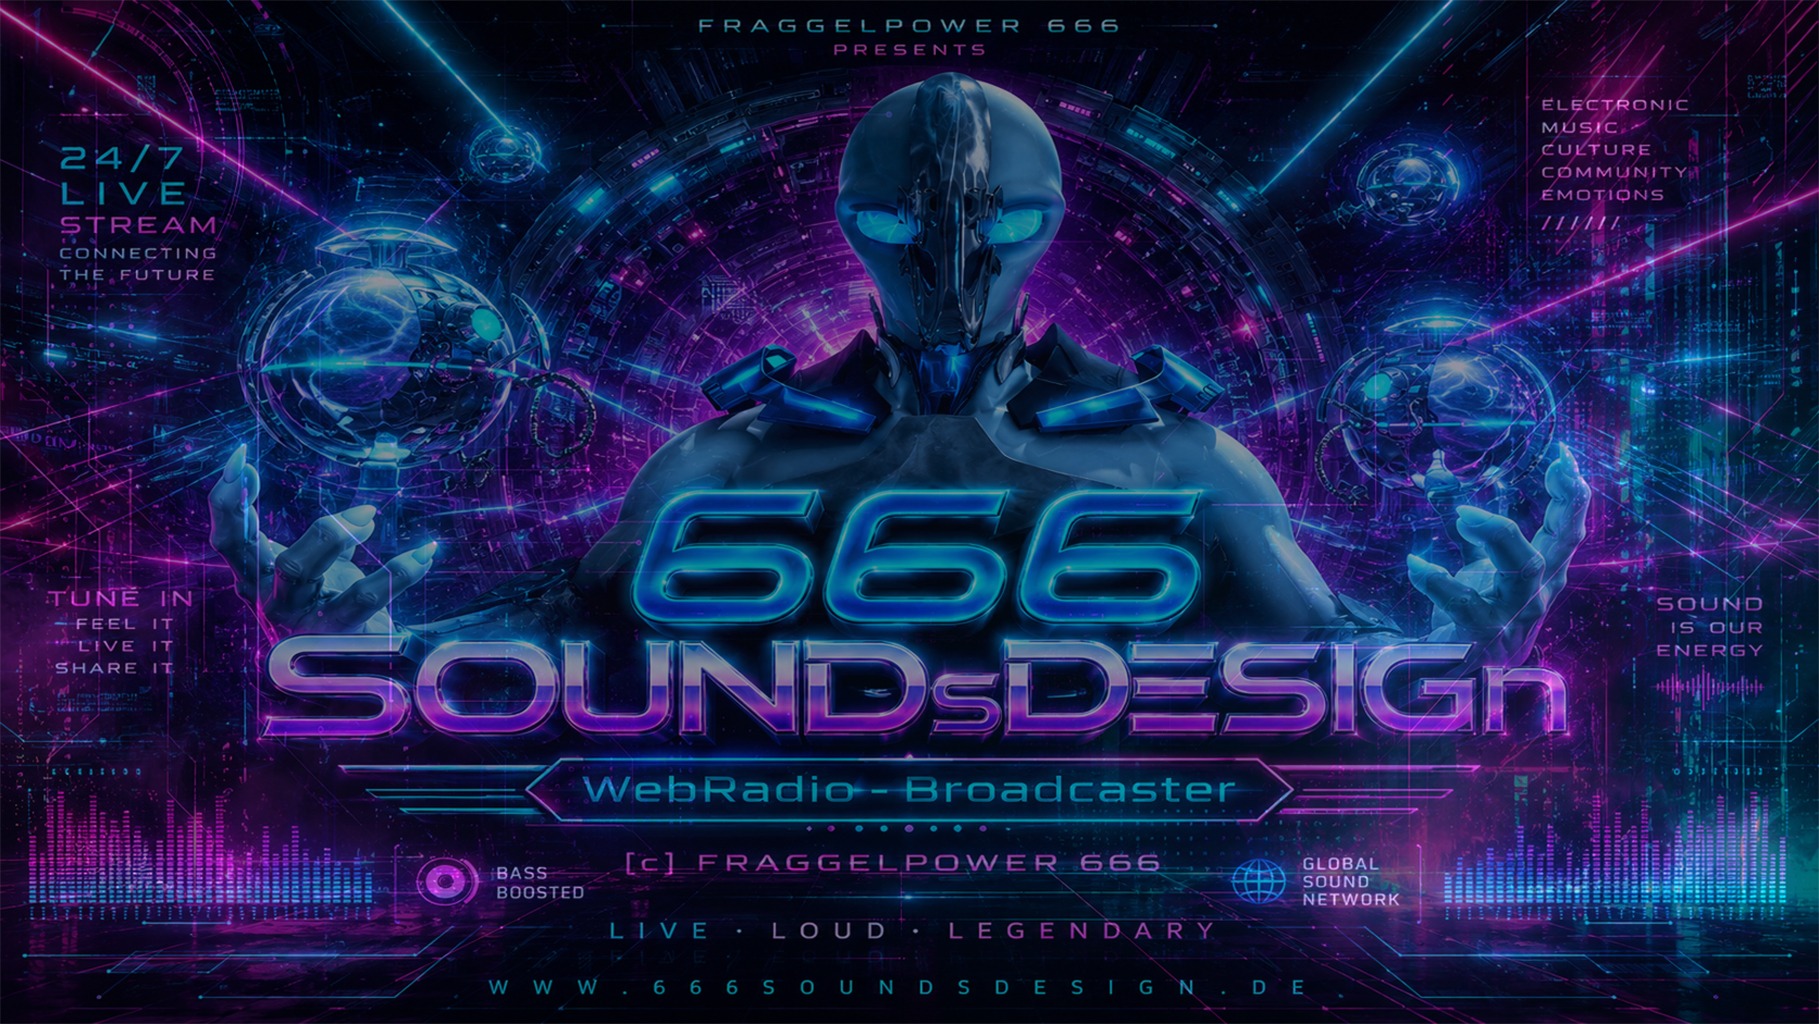 FRAGGELPOWER 666
PRESENTS
24/7
LIVE
STREAM
CONNECTING
THE FUTURE
ELECTRONIC
MUSIC
CULTURE
COMMUNITY
EMOTIONS
//////
TUNE IN
FEEL IT
LIVE IT
SHARE IT
SOUND
IS OUR
ENERGY
666
SOUNDsDESIGn
WebRadio - Broadcaster
[c] FRAGGELPOWER 666
BASS
BOOSTED
GLOBAL
SOUND
NETWORK
LIVE · LOUD · LEGENDARY
WWW.666SOUNDSDESIGN.DE